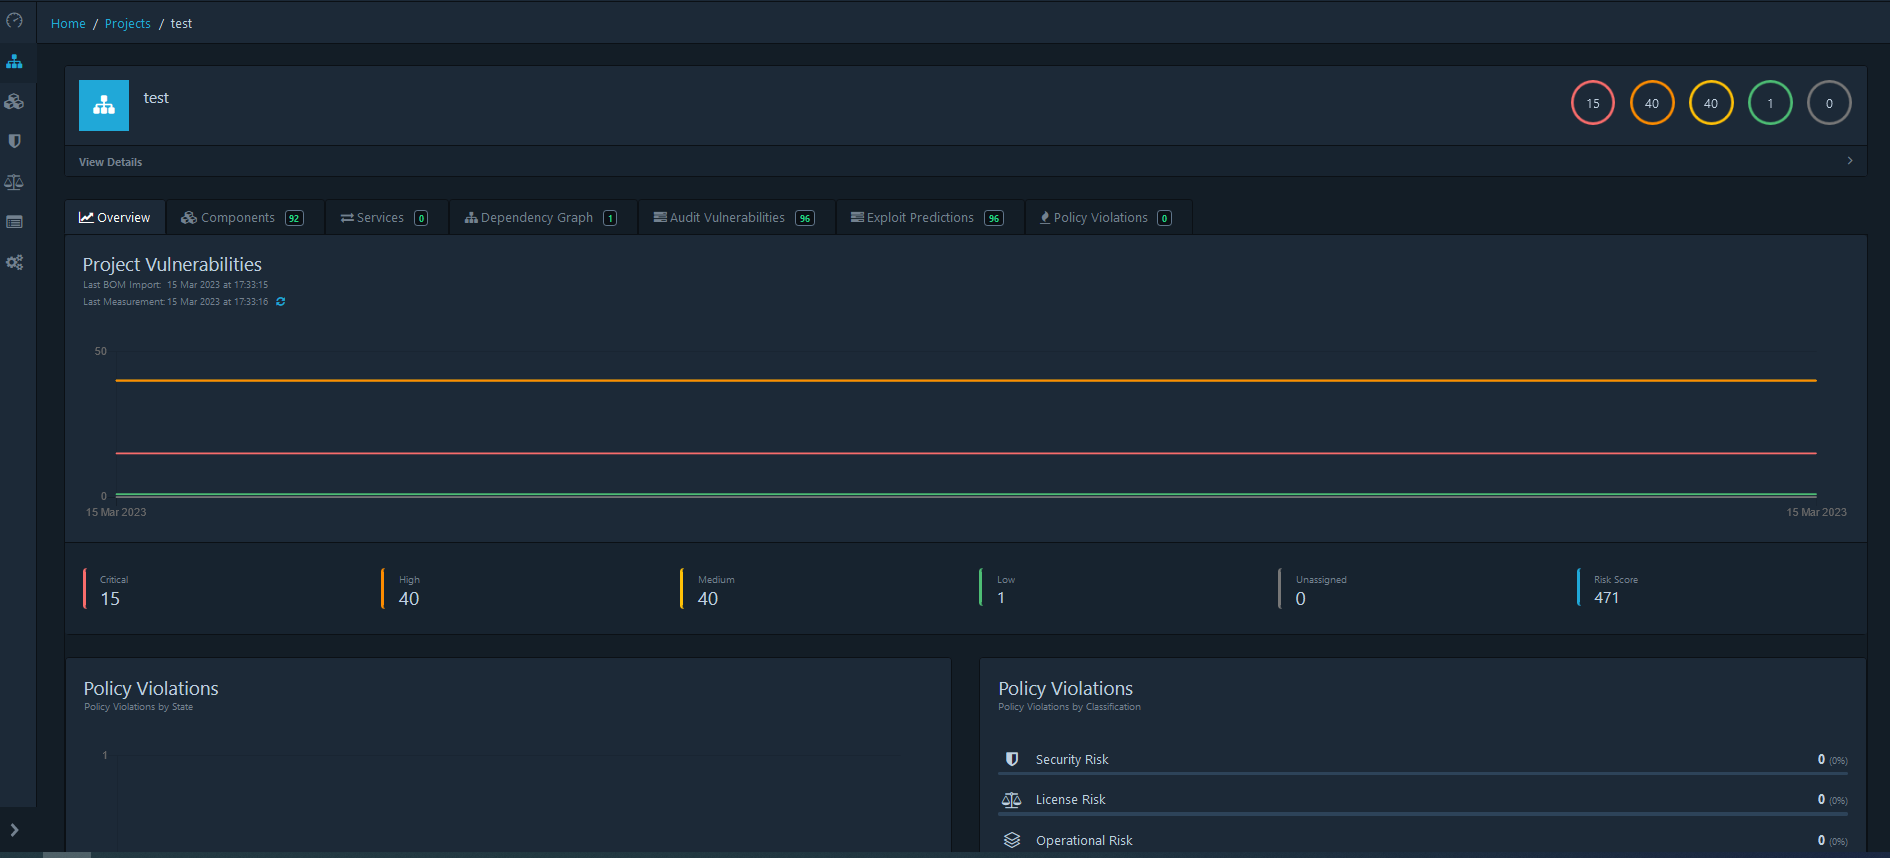 Home / Projects / test
test
15 40 40 1 0
View Details
Overview Components 92 Services 0 Dependency Graph 1 Audit Vulnerabilities 96 Exploit Predictions 96 Policy Violations 0
Project Vulnerabilities
Last BOM Import: 15 Mar 2023 at 17:33:15
Last Measurement: 15 Mar 2023 at 17:33:16
50
0
15 Mar 2023 15 Mar 2023
Critical
15
High
40
Medium
40
Low
1
Unassigned
0
Risk Score
471
Policy Violations
Policy Violations by State
1
Policy Violations
Policy Violations by Classification
Security Risk 0 (0%)
License Risk 0 (0%)
Operational Risk 0 (0%)